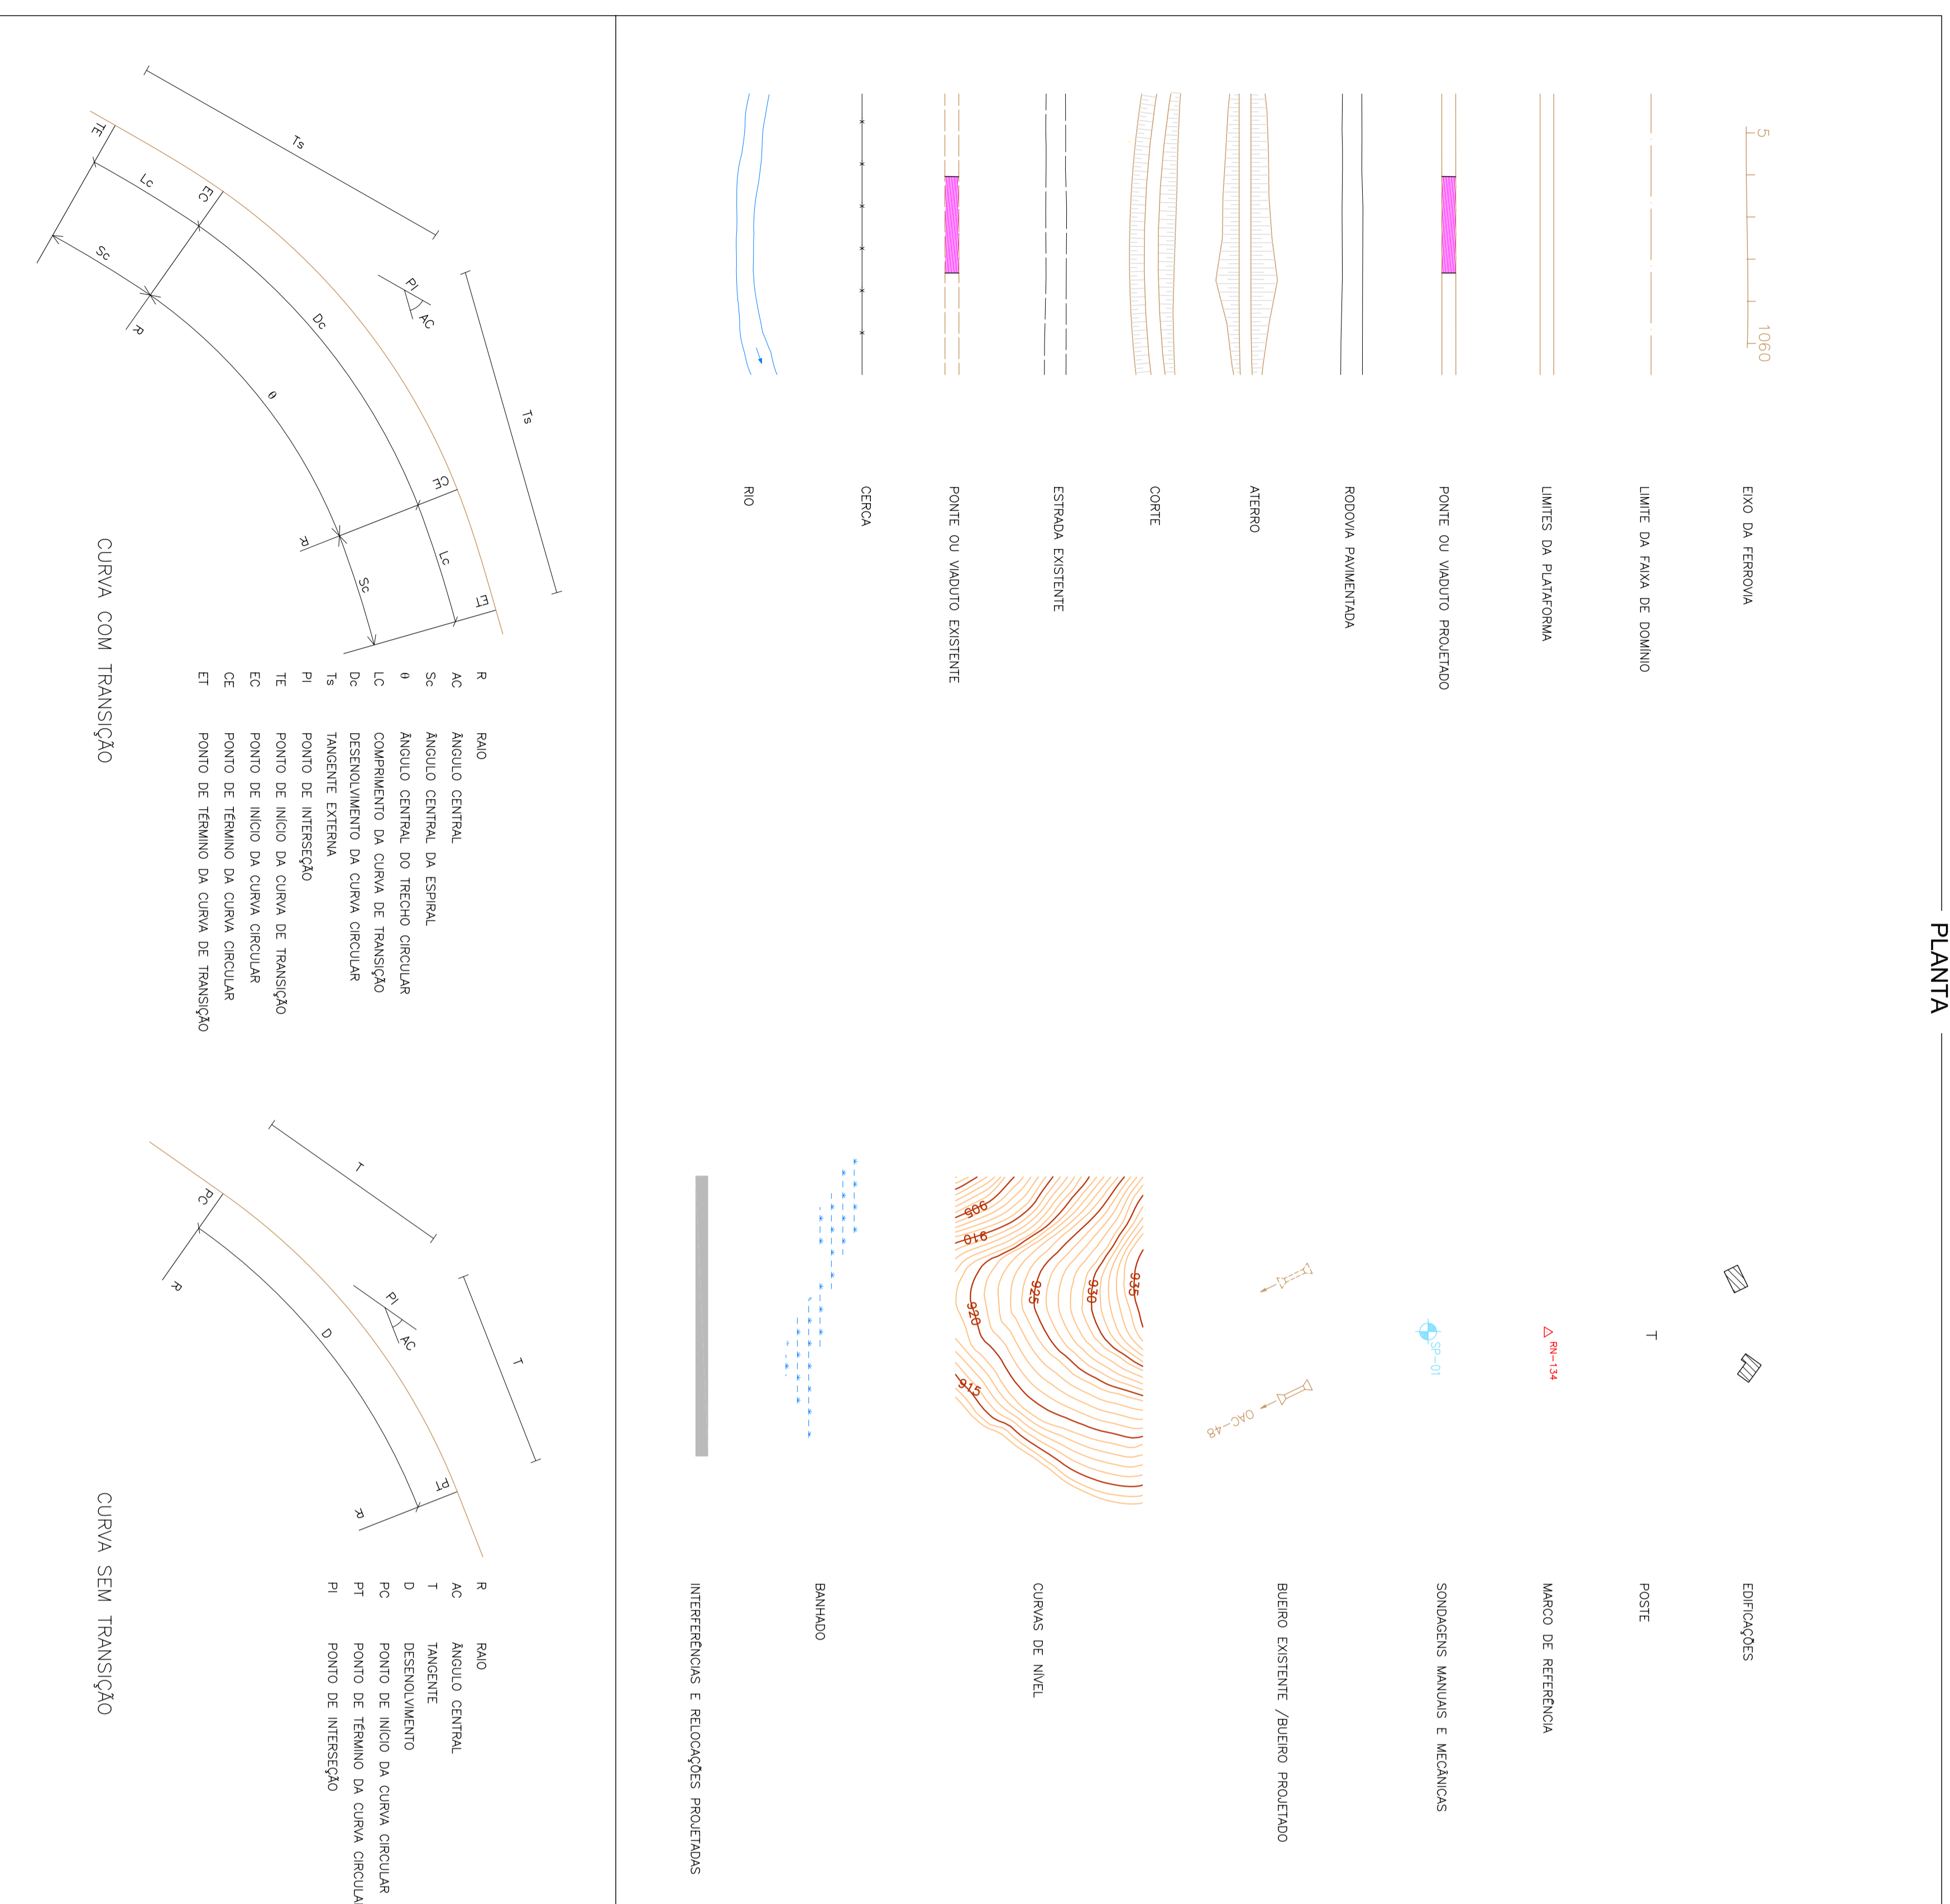 PLANTA
5
1060
EIXO DA FERROVIA
LIMITE DA FAIXA DE DOMÍNIO
LIMITES DA PLATAFORMA
PONTE OU VIADUTO PROJETADO
RODOVIA PAVIMENTADA
ATERRO
CORTE
ESTRADA EXISTENTE
PONTE OU VIADUTO EXISTENTE
CERCA
RIO
EDIFICAÇÕES
T
POSTE
RN-134
MARCO DE REFERÊNCIA
SP-01
SONDAGENS MANUAIS E MECÂNICAS
OAC-48
BUEIRO EXISTENTE /BUEIRO PROJETADO
935
930
925
920
915
910
905
CURVAS DE NÍVEL
BANHADO
INTERFERÊNCIAS E RELOCAÇÕES PROJETADAS
Ts
Ts
PI
AC
TE
EC
CE
ET
Lc
Dc
Lc
Sc
θ
Sc
R
R
R RAIO
AC ÂNGULO CENTRAL
Sc ÂNGULO CENTRAL DA ESPIRAL
θ ÂNGULO CENTRAL DO TRECHO CIRCULAR
LC COMPRIMENTO DA CURVA DE TRANSIÇÃO
Dc DESENOLVIMENTO DA CURVA CIRCULAR
Ts TANGENTE EXTERNA
PI PONTO DE INTERSEÇÃO
TE PONTO DE INÍCIO DA CURVA DE TRANSIÇÃO
EC PONTO DE INÍCIO DA CURVA CIRCULAR
CE PONTO DE TÉRMINO DA CURVA CIRCULAR
ET PONTO DE TÉRMINO DA CURVA DE TRANSIÇÃO
CURVA COM TRANSIÇÃO
T
T
PI
AC
PC
PT
D
R
R
R RAIO
AC ÂNGULO CENTRAL
T TANGENTE
D DESENOLVIMENTO
PC PONTO DE INÍCIO DA CURVA CIRCULAR
PT PONTO DE TÉRMINO DA CURVA CIRCULAR
PI PONTO DE INTERSEÇÃO
CURVA SEM TRANSIÇÃO